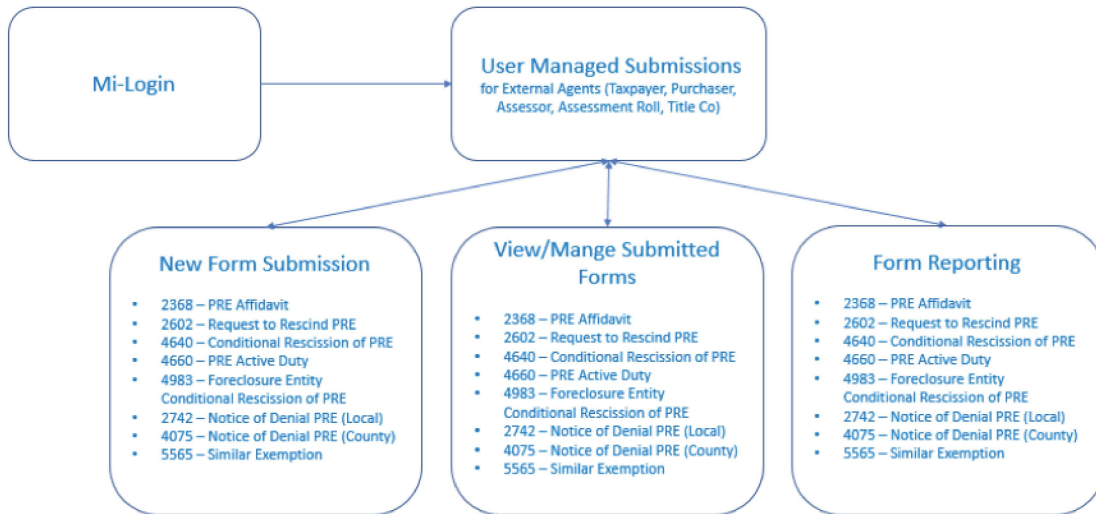 Mi-Login
User Managed Submissions
for External Agents (Taxpayer, Purchaser,
Assessor, Assessment Roll, Title Co)
New Form Submission
• 2368 – PRE Affidavit
• 2602 – Request to Rescind PRE
• 4640 – Conditional Rescission of PRE
• 4660 – PRE Active Duty
• 4983 – Foreclosure Entity
Conditional Rescission of PRE
• 2742 – Notice of Denial PRE (Local)
• 4075 – Notice of Denial PRE (County)
• 5565 – Similar Exemption
View/Mange Submitted
Forms
• 2368 – PRE Affidavit
• 2602 – Request to Rescind PRE
• 4640 – Conditional Rescission of PRE
• 4660 – PRE Active Duty
• 4983 – Foreclosure Entity
Conditional Rescission of PRE
• 2742 – Notice of Denial PRE (Local)
• 4075 – Notice of Denial PRE (County)
• 5565 – Similar Exemption
Form Reporting
• 2368 – PRE Affidavit
• 2602 – Request to Rescind PRE
• 4640 – Conditional Rescission of PRE
• 4660 – PRE Active Duty
• 4983 – Foreclosure Entity
Conditional Rescission of PRE
• 2742 – Notice of Denial PRE (Local)
• 4075 – Notice of Denial PRE (County)
• 5565 – Similar Exemption